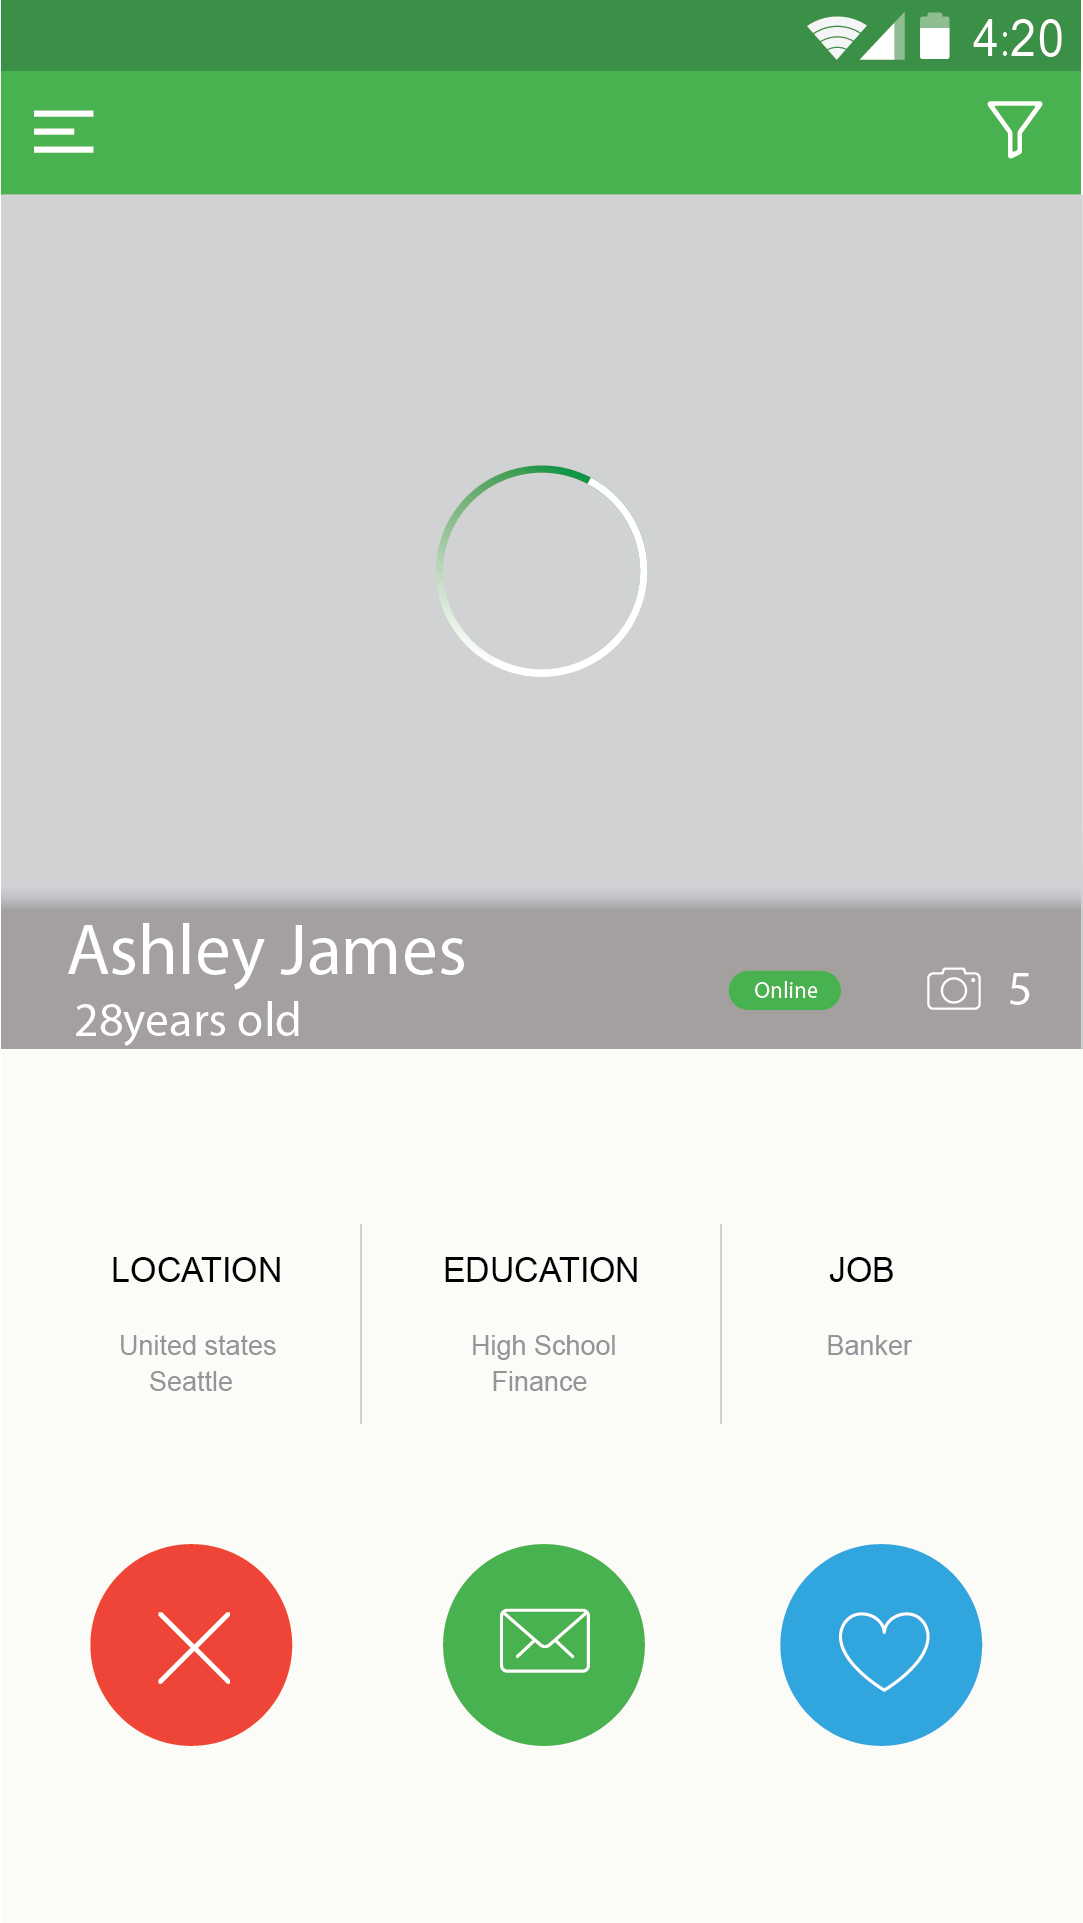 4:20
Ashley James
28years old
Online
5
LOCATION
United states
Seattle
EDUCATION
High School
Finance
JOB
Banker